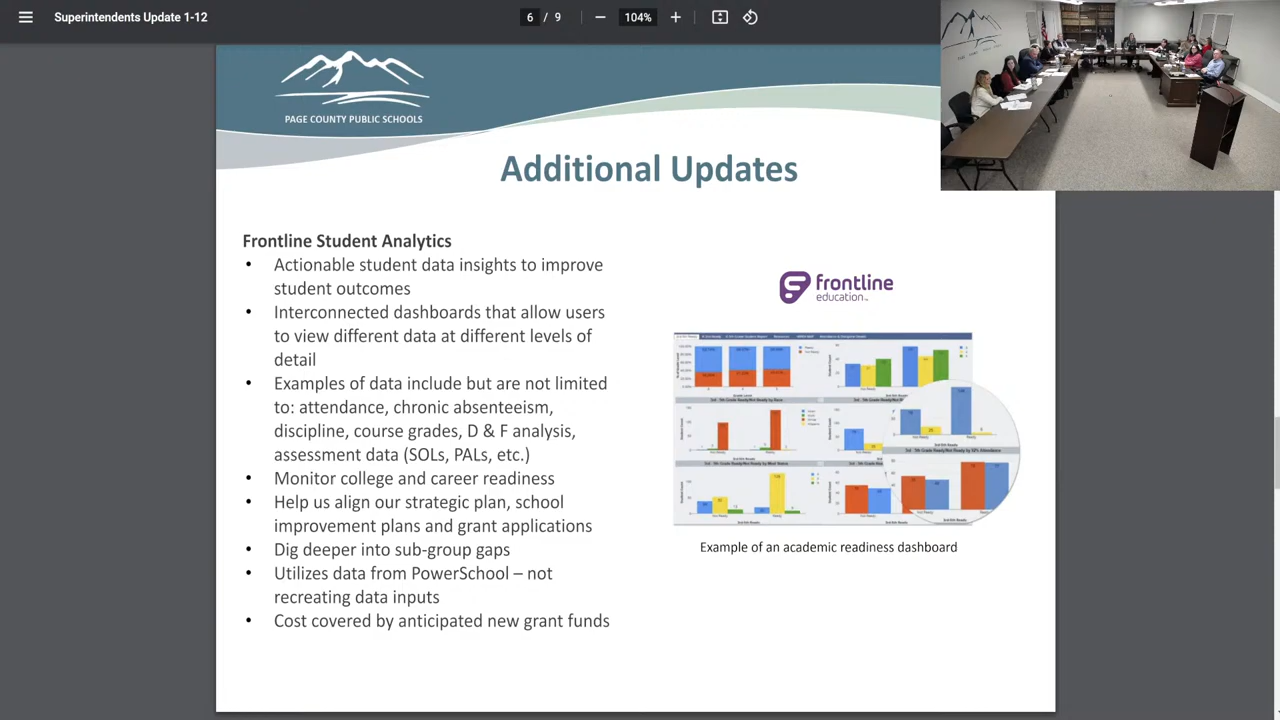 Superintendents Update 1-12
6 / 9
104%
PAGE COUNTY PUBLIC SCHOOLS
Additional Updates
Frontline Student Analytics
• Actionable student data insights to improve
student outcomes
• Interconnected dashboards that allow users
to view different data at different levels of
detail
• Examples of data include but are not limited
to: attendance, chronic absenteeism,
discipline, course grades, D & F analysis,
assessment data (SOLs, PALs, etc.)
• Monitor college and career readiness
• Help us align our strategic plan, school
improvement plans and grant applications
• Dig deeper into sub-group gaps
• Utilizes data from PowerSchool – not
recreating data inputs
• Cost covered by anticipated new grant funds
frontline
education
Example of an academic readiness dashboard